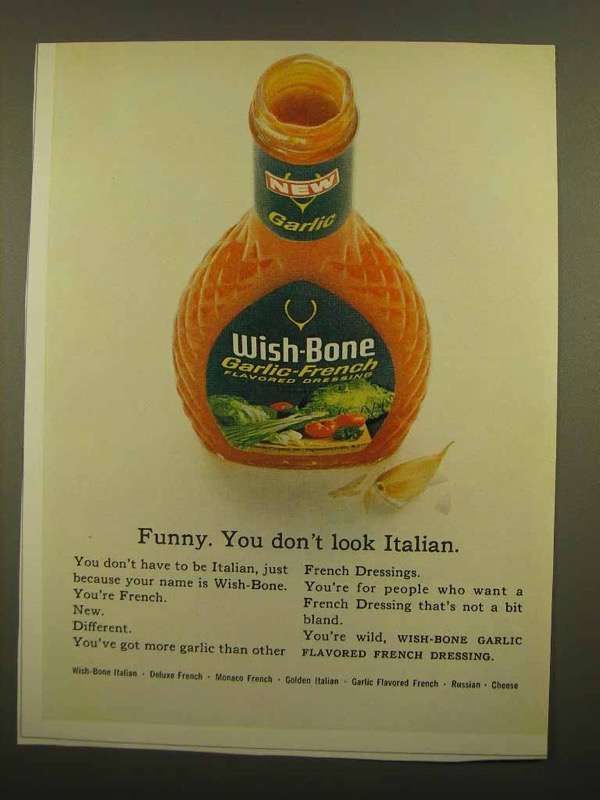 NEW
Garlic
Wish-Bone
Garlic-French
FLAVORED DRESSING
Funny. You don't look Italian.
You don't have to be Italian, just
because your name is Wish-Bone.
You're French.
New.
Different.
You've got more garlic than other
French Dressings.
You're for people who want a
French Dressing that's not a bit
bland.
You're wild, WISH-BONE GARLIC
FLAVORED FRENCH DRESSING.
Wish-Bone Italian · Deluxe French · Monaco French · Golden Italian · Garlic Flavored French · Russian · Cheese